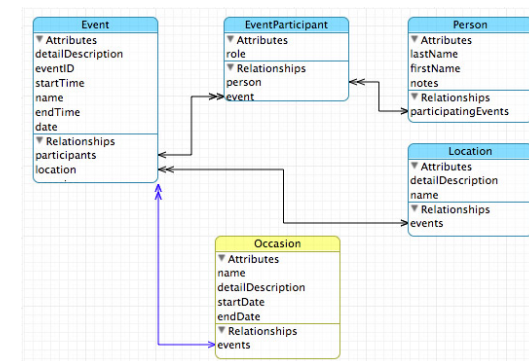 Event
▼ Attributes
detailDescription
eventID
startTime
name
endTime
date
▼ Relationships
participants
location
EventParticipant
▼ Attributes
role
▼ Relationships
person
event
Person
▼ Attributes
lastName
firstName
notes
▼ Relationships
participatingEvents
Location
▼ Attributes
detailDescription
name
▼ Relationships
events
Occasion
▼ Attributes
name
detailDescription
startDate
endDate
▼ Relationships
events